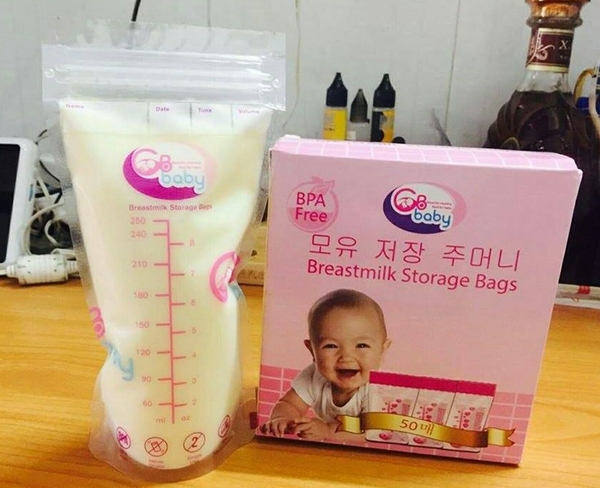 Name Date Time Volume
GB
baby
Breastmilk Storage Bags
250
240
210
180
150
120
90
60
ml
8
7
6
5
4
3
2
oz
BPA
Free
GB
baby
모유 저장 주머니
Breastmilk Storage Bags
50매
baby
X